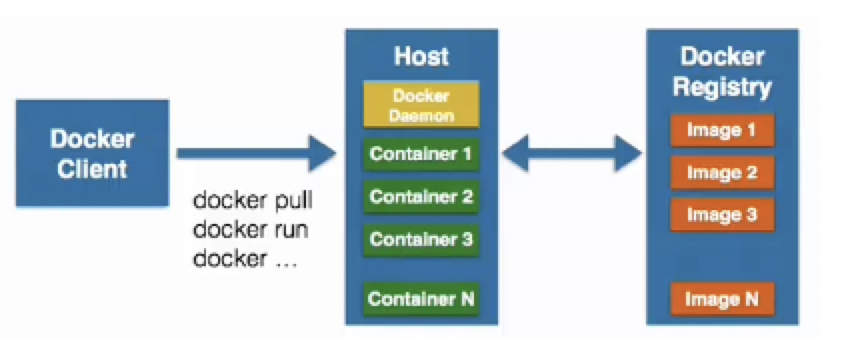 Docker
Client
docker pull
docker run
docker ...
Host
Docker
Daemon
Container 1
Container 2
Container 3
Container N
Docker
Registry
Image 1
Image 2
Image 3
Image N